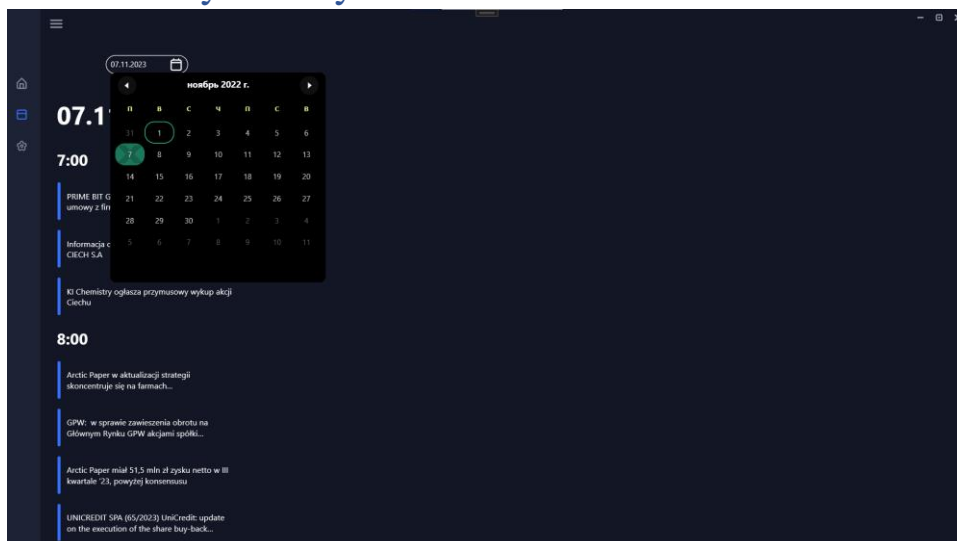 07.11.2023
ноябрь 2022 г.
П В С Ч П С В
31 1 2 3 4 5 6
07.1
7 8 9 10 11 12 13
7:00
14 15 16 17 18 19 20
PRIME BIT G
umowy z fir
21 22 23 24 25 26 27
28 29 30 1 2 3 4
Informacja
CIECH S.A
5 6 7 8 9 10 11
KI Chemistry ogłasza przymusowy wykup akcji
Ciechu
8:00
Arctic Paper w aktualizacji strategii
skoncentruje się na farmach...
GPW: w sprawie zawieszenia obrotu na
Głównym Rynku GPW akcjami spółki...
Arctic Paper miał 51,5 mln zł zysku netto w III
kwartale '23, powyżej konsensusu
UNICREDIT SPA (65/2023) UniCredit: update
on the execution of the share buy-back...